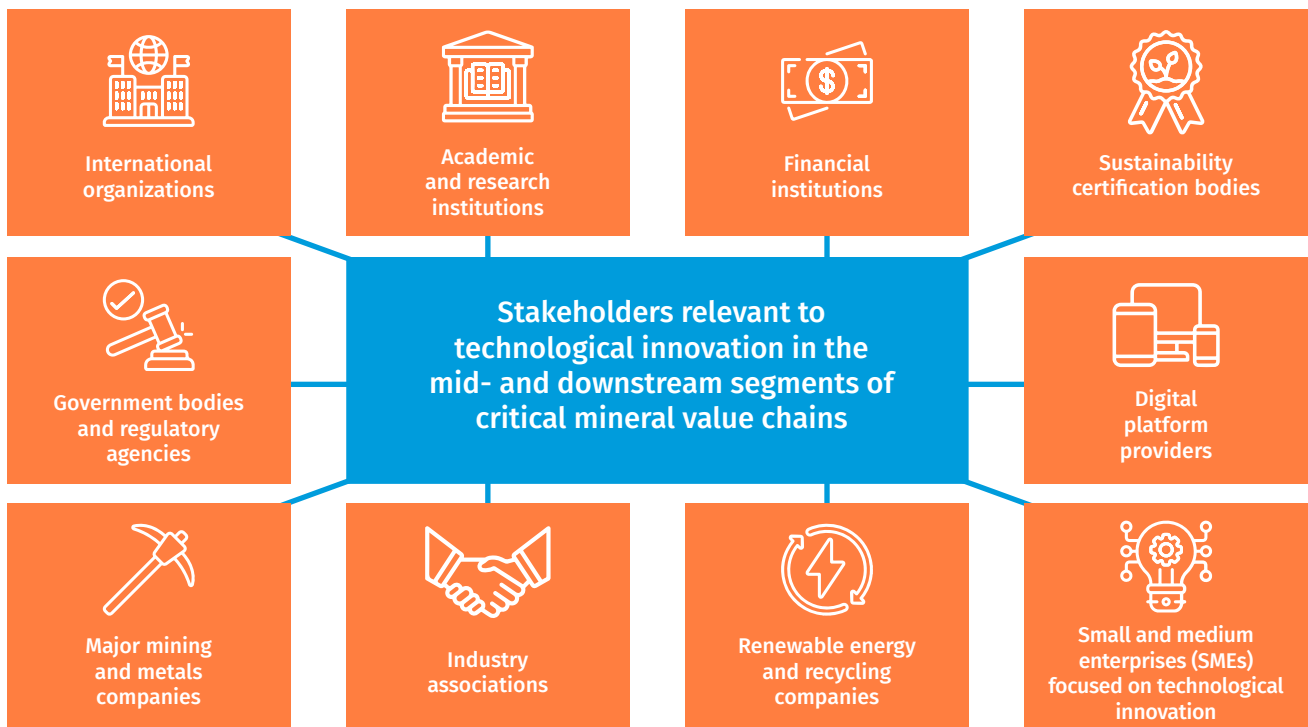 International
organizations
Academic
and research
institutions
$
Financial
institutions
Sustainability
certification bodies
Government bodies
and regulatory
agencies
Stakeholders relevant to
technological innovation in the
mid- and downstream segments of
critical mineral value chains
Digital
platform
providers
Major mining
and metals
companies
Industry
associations
Renewable energy
and recycling
companies
Small and medium
enterprises (SMEs)
focused on technological
innovation